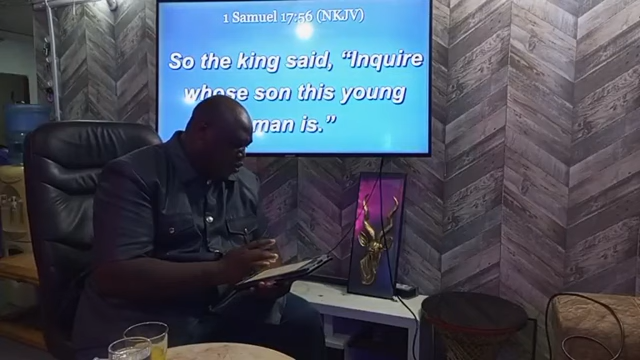 1 Samuel 17:56 (NKJV)
So the king said, “Inquire
whose son this young
man is.”